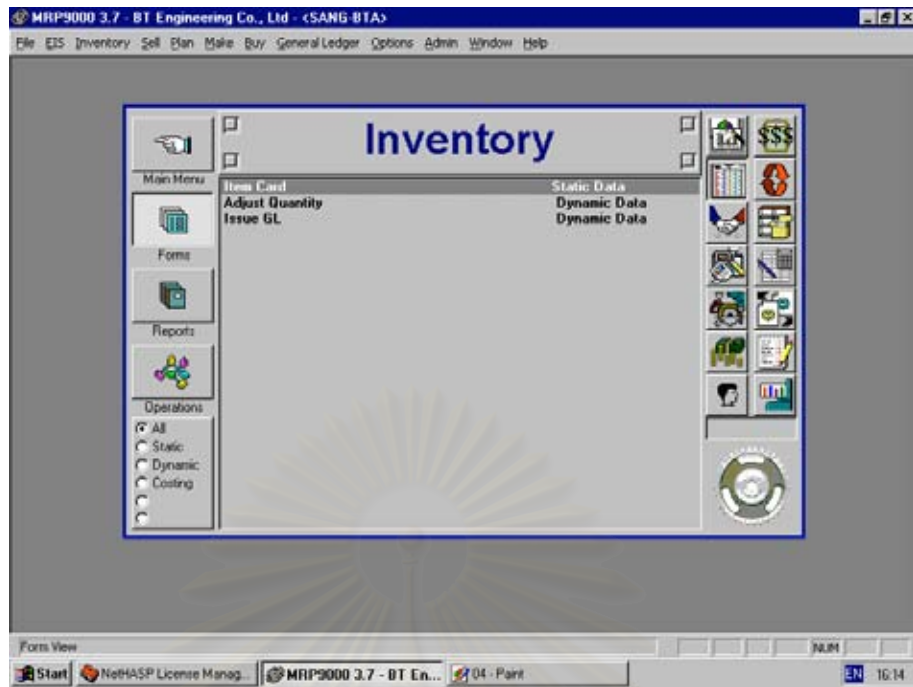 MRP9000 3.7 - BT Engineering Co., Ltd - <SANG-BTA>
File EIS Inventory Sell Plan Make Buy General Ledger Options Admin Window Help
Inventory
Main Menu
Forms
Reports
Operations
All
Static
Dynamic
Costing
Item Card Static Data
Adjust Quantity Dynamic Data
Issue GL Dynamic Data
$$$
Form View NUM
Start NetHASP License Manag... MRP9000 3.7 - BT En... 04 - Paint EN 16:14